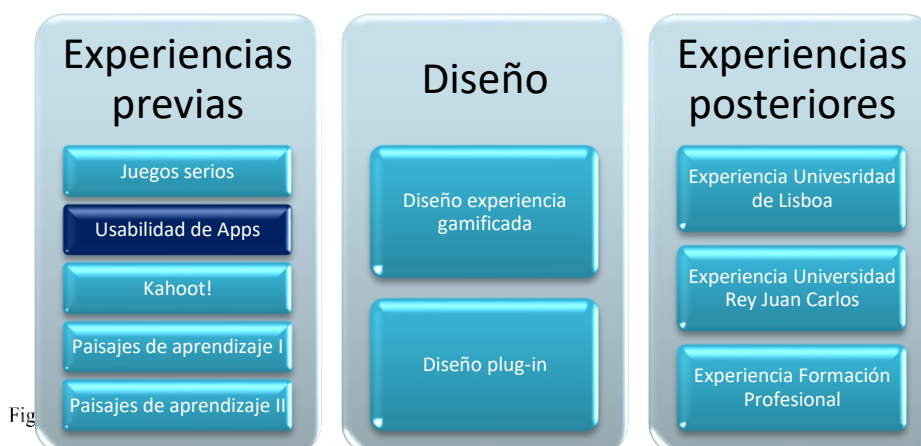 Experiencias
previas
Juegos serios
Usabilidad de Apps
Kahoot!
Paisajes de aprendizaje I
Paisajes de aprendizaje II
Diseño
Diseño experiencia
gamificada
Diseño plug-in
Experiencias
posteriores
Experiencia Univesridad
de Lisboa
Experiencia Universidad
Rey Juan Carlos
Experiencia Formación
Profesional
Fig